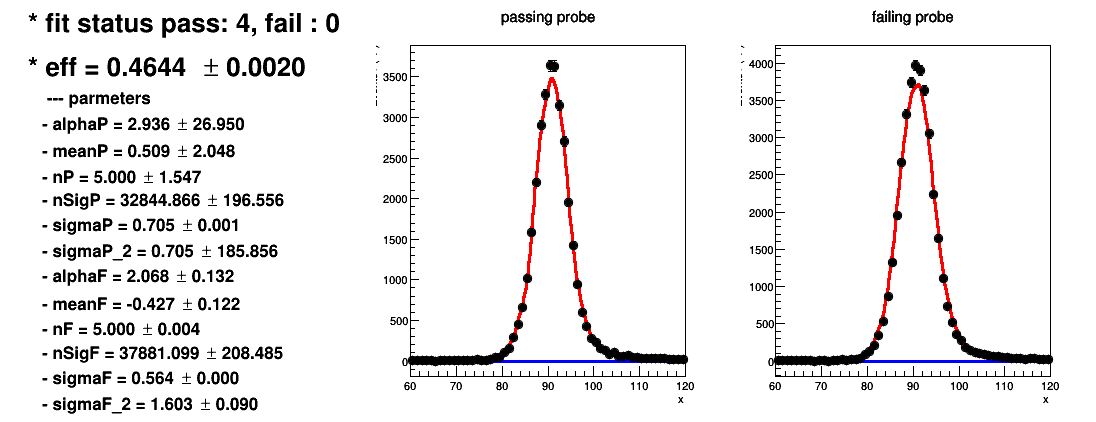 * fit status pass: 4, fail : 0
* eff = 0.4644 ± 0.0020
--- parmeters
- alphaP = 2.936 ± 26.950
- meanP = 0.509 ± 2.048
- nP = 5.000 ± 1.547
- nSigP = 32844.866 ± 196.556
- sigmaP = 0.705 ± 0.001
- sigmaP_2 = 0.705 ± 185.856
- alphaF = 2.068 ± 0.132
- meanF = -0.427 ± 0.122
- nF = 5.000 ± 0.004
- nSigF = 37881.099 ± 208.485
- sigmaF = 0.564 ± 0.000
- sigmaF_2 = 1.603 ± 0.090
passing probe
3500
3000
2500
2000
1500
1000
500
0
60 70 80 90 100 110 120
x
failing probe
4000
3500
3000
2500
2000
1500
1000
500
0
60 70 80 90 100 110 120
x